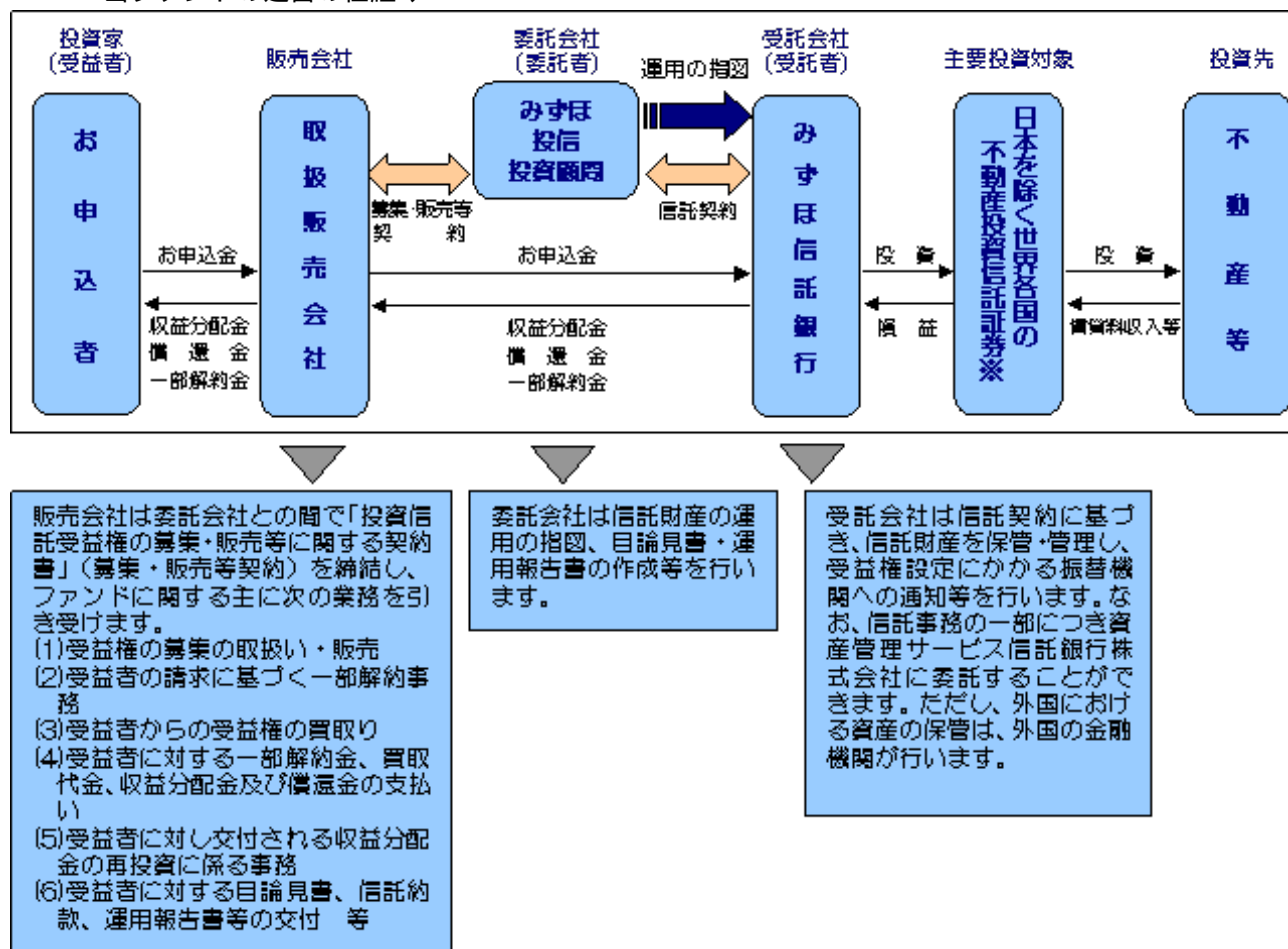 投資家
(受益者)
販売会社
委託会社
(委託者)
運用の指図
受託会社
(受託者)
主要投資対象
投資先
お申込者
取扱販売会社
みずほ
投信
投資顧問
みずほ信託銀行
日本を除く世界各国の
不動産投資信託証券※
不動産等
募集・販売等
契 約
信託契約
お申込金
収益分配金
償 還 金
一部解約金
お申込金
収益分配金
償 還 金
一部解約金
投 資
損 益
投 資
賃貸料収入等
販売会社は委託会社との間で「投資信
託受益権の募集・販売等に関する契約
書」（募集・販売等契約）を締結し、
ファンドに関する主に次の業務を引
き受けます。
(1)受益権の募集の取扱い・販売
(2)受益者の請求に基づく一部解約事
務
(3)受益者からの受益権の買取り
(4)受益者に対する一部解約金、買取
代金、収益分配金及び償還金の支払
い
(5)受益者に対し交付される収益分配
金の再投資に係る事務
(6)受益者に対する目論見書、信託約
款、運用報告書等の交付　等
委託会社は信託財産の運
用の指図、目論見書・運
用報告書の作成等を行い
ます。
受託会社は信託契約に基づ
き、信託財産を保管・管理し、
受益権設定にかかる振替機
関への通知等を行います。な
お、信託事務の一部につき資
産管理サービス信託銀行株
式会社に委託することがで
きます。ただし、外国におけ
る資産の保管は、外国の金融
機関が行います。